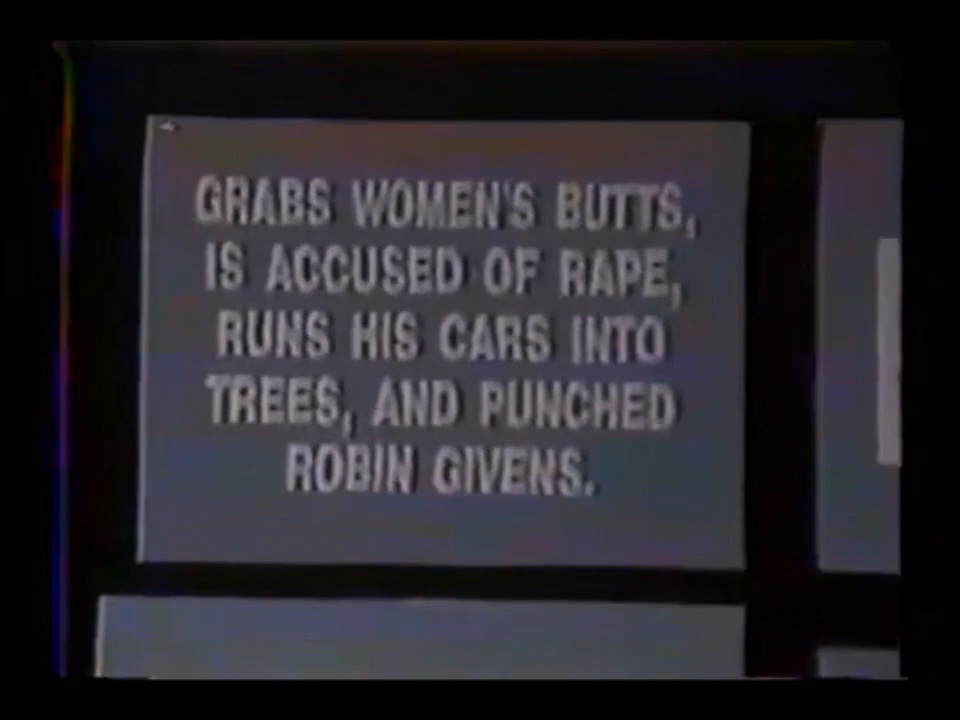 GRABS WOMEN'S BUTTS,
IS ACCUSED OF RAPE,
RUNS HIS CARS INTO
TREES, AND PUNCHED
ROBIN GIVENS.